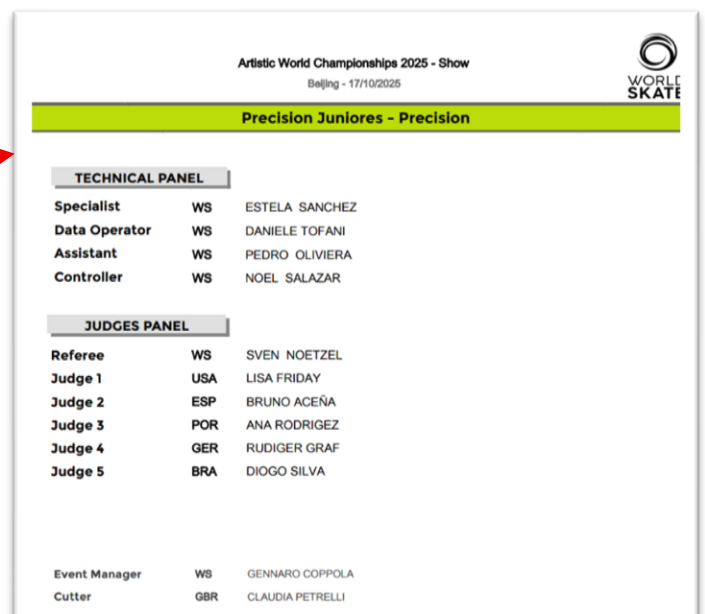 Artistic World Championships 2025 - Show
Beijing - 17/10/2025
WORLD
SKATE
Precision Juniores - Precision
TECHNICAL PANEL
Specialist WS ESTELA SANCHEZ
Data Operator WS DANIELE TOFANI
Assistant WS PEDRO OLIVIERA
Controller WS NOEL SALAZAR
JUDGES PANEL
Referee WS SVEN NOETZEL
Judge 1 USA LISA FRIDAY
Judge 2 ESP BRUNO ACEÑA
Judge 3 POR ANA RODRIGEZ
Judge 4 GER RUDIGER GRAF
Judge 5 BRA DIOGO SILVA
Event Manager WS GENNARO COPPOLA
Cutter GBR CLAUDIA PETRELLI